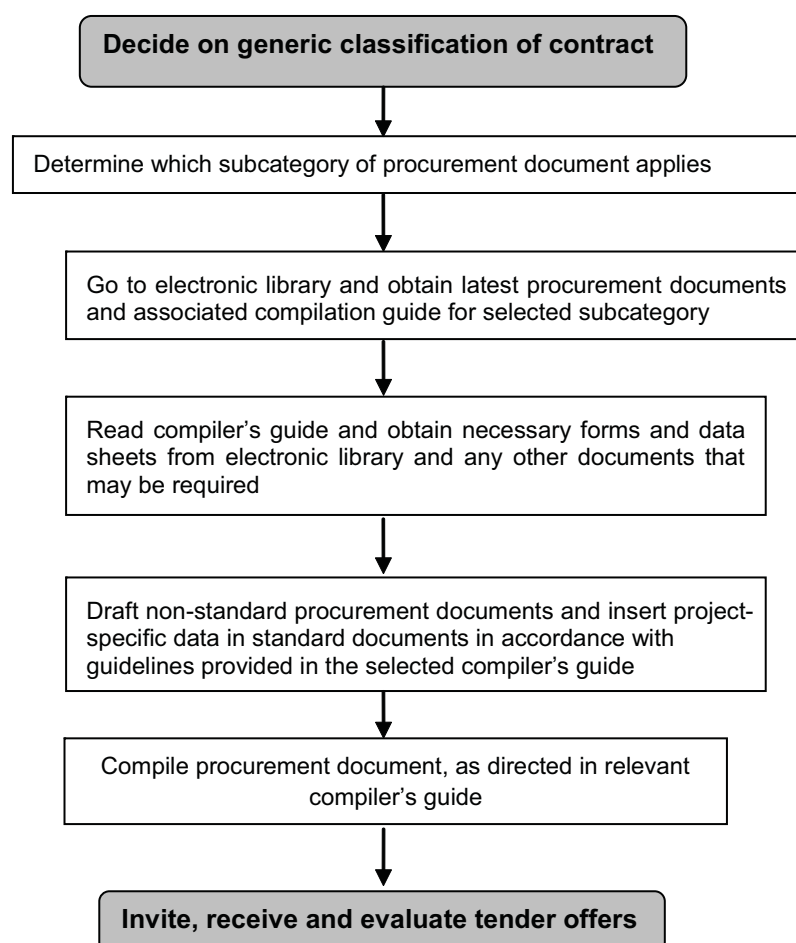 Decide on generic classification of contract
Determine which subcategory of procurement document applies
Go to electronic library and obtain latest procurement documents
and associated compilation guide for selected subcategory
Read compiler’s guide and obtain necessary forms and data
sheets from electronic library and any other documents that
may be required
Draft non-standard procurement documents and insert project-
specific data in standard documents in accordance with
guidelines provided in the selected compiler’s guide
Compile procurement document, as directed in relevant
compiler’s guide
Invite, receive and evaluate tender offers